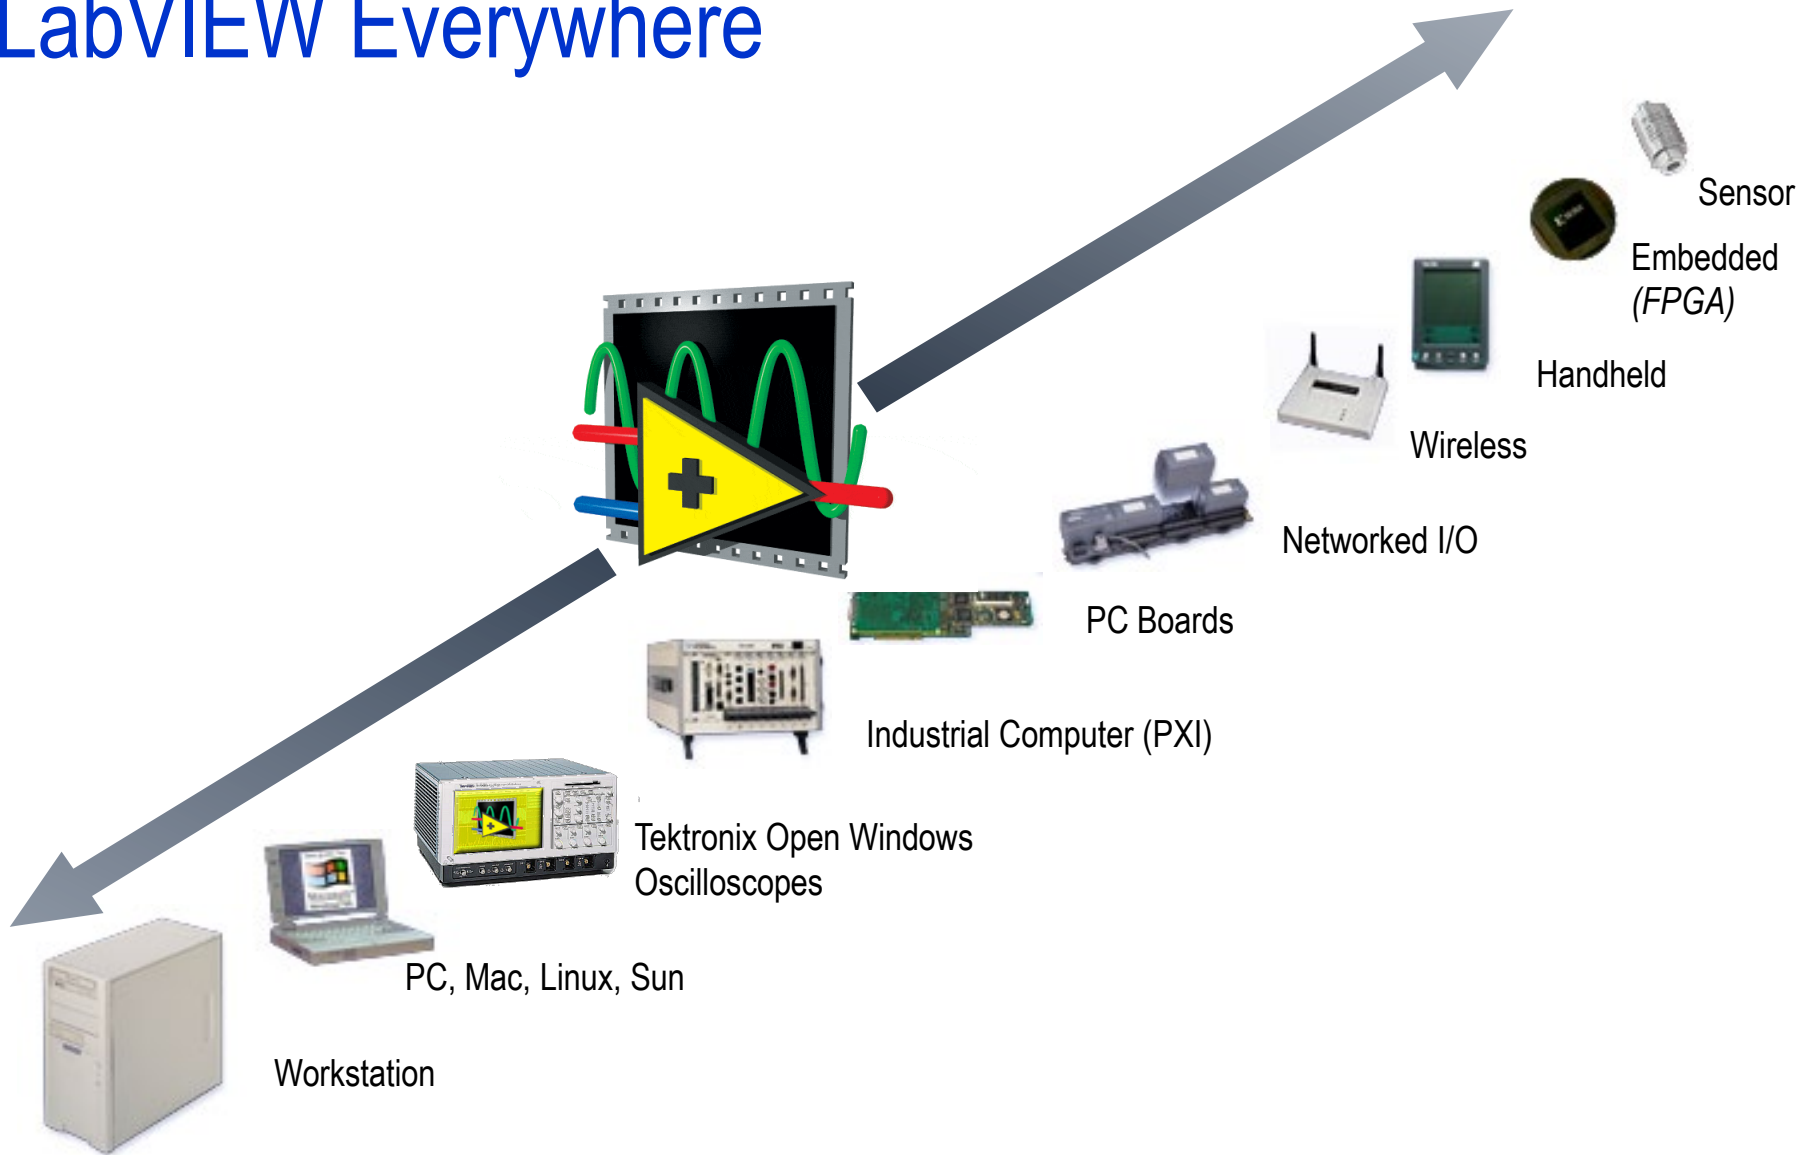 LabVIEW Everywhere
Sensor
Embedded
(FPGA)
Handheld
Wireless
Networked I/O
PC Boards
Industrial Computer (PXI)
Tektronix Open Windows
Oscilloscopes
PC, Mac, Linux, Sun
Workstation